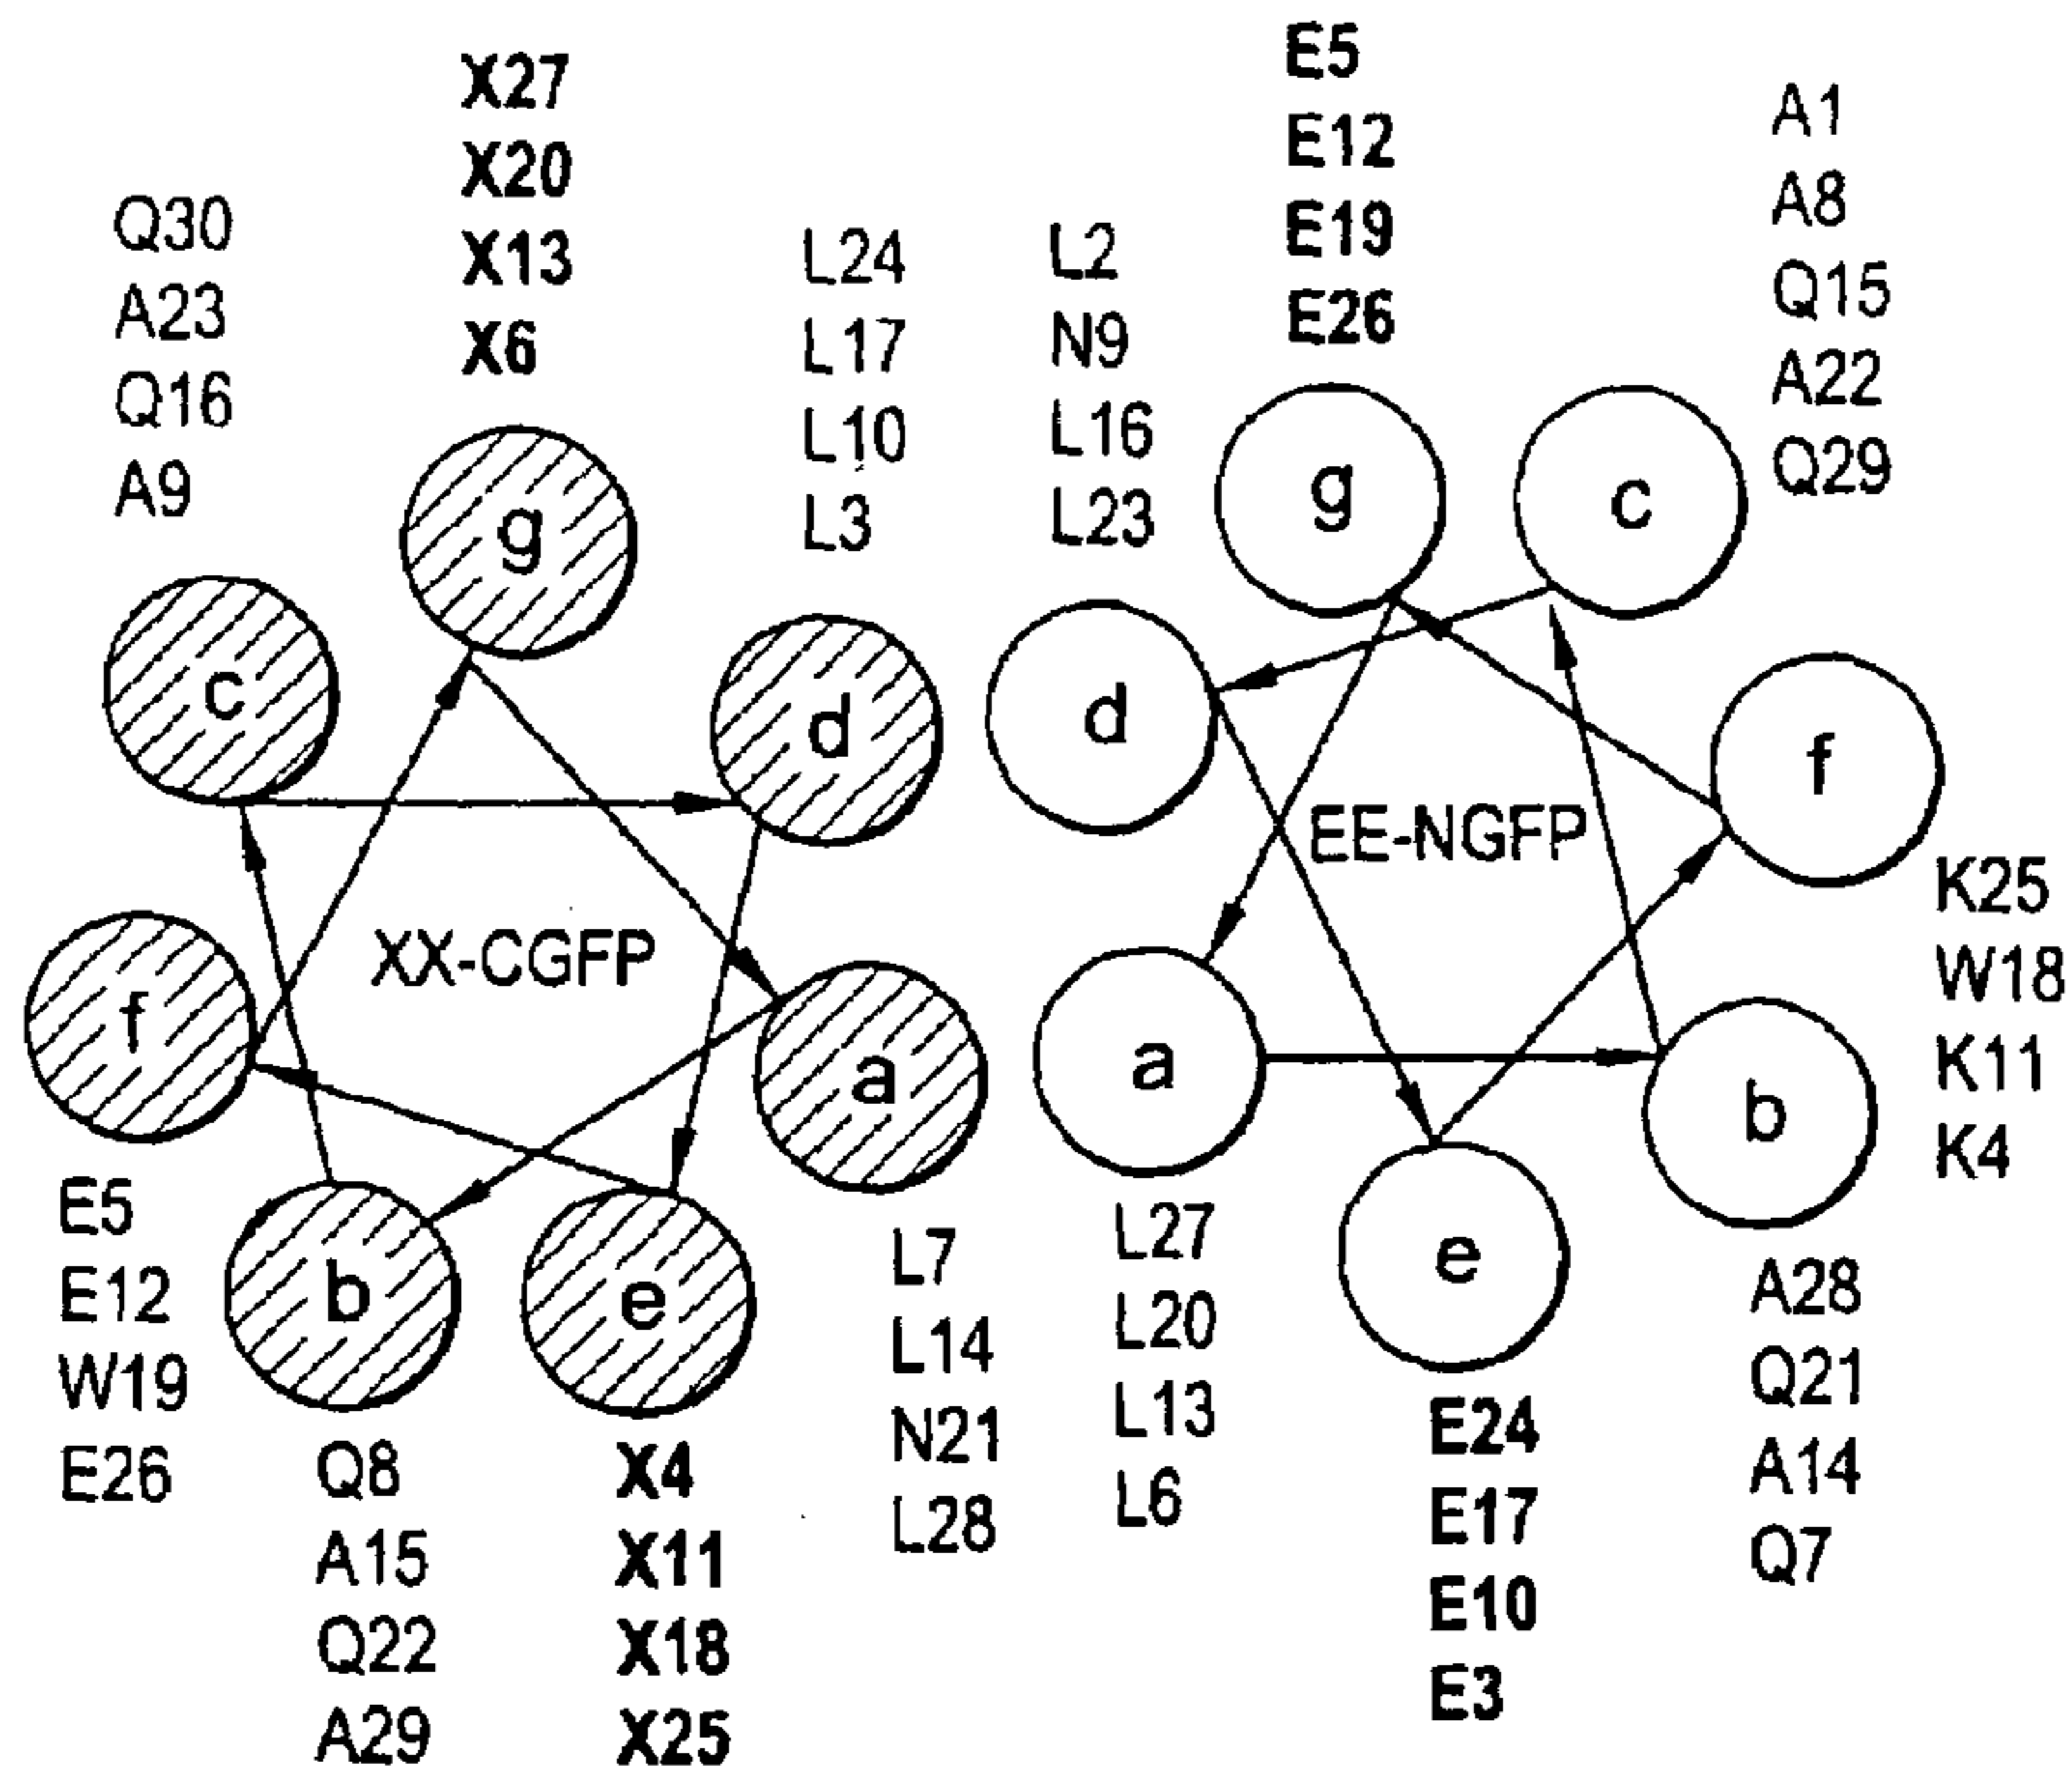 X27
X20
X13
X6
E5
E12
E19
E26
A1
A8
Q15
A22
Q29
Q30
A23
Q16
A9
L24
L17
L10
L3
L2
N9
L16
L23
g
c
d
f
a
b
e
XX-CGFP
g
c
d
f
a
b
e
EE-NGFP
K25
W18
K11
K4
E5
E12
W19
E26
Q8
A15
Q22
A29
X4
X11
X18
X25
L7
L14
N21
L28
L27
L20
L13
L6
E24
E17
E10
E3
A28
Q21
A14
Q7